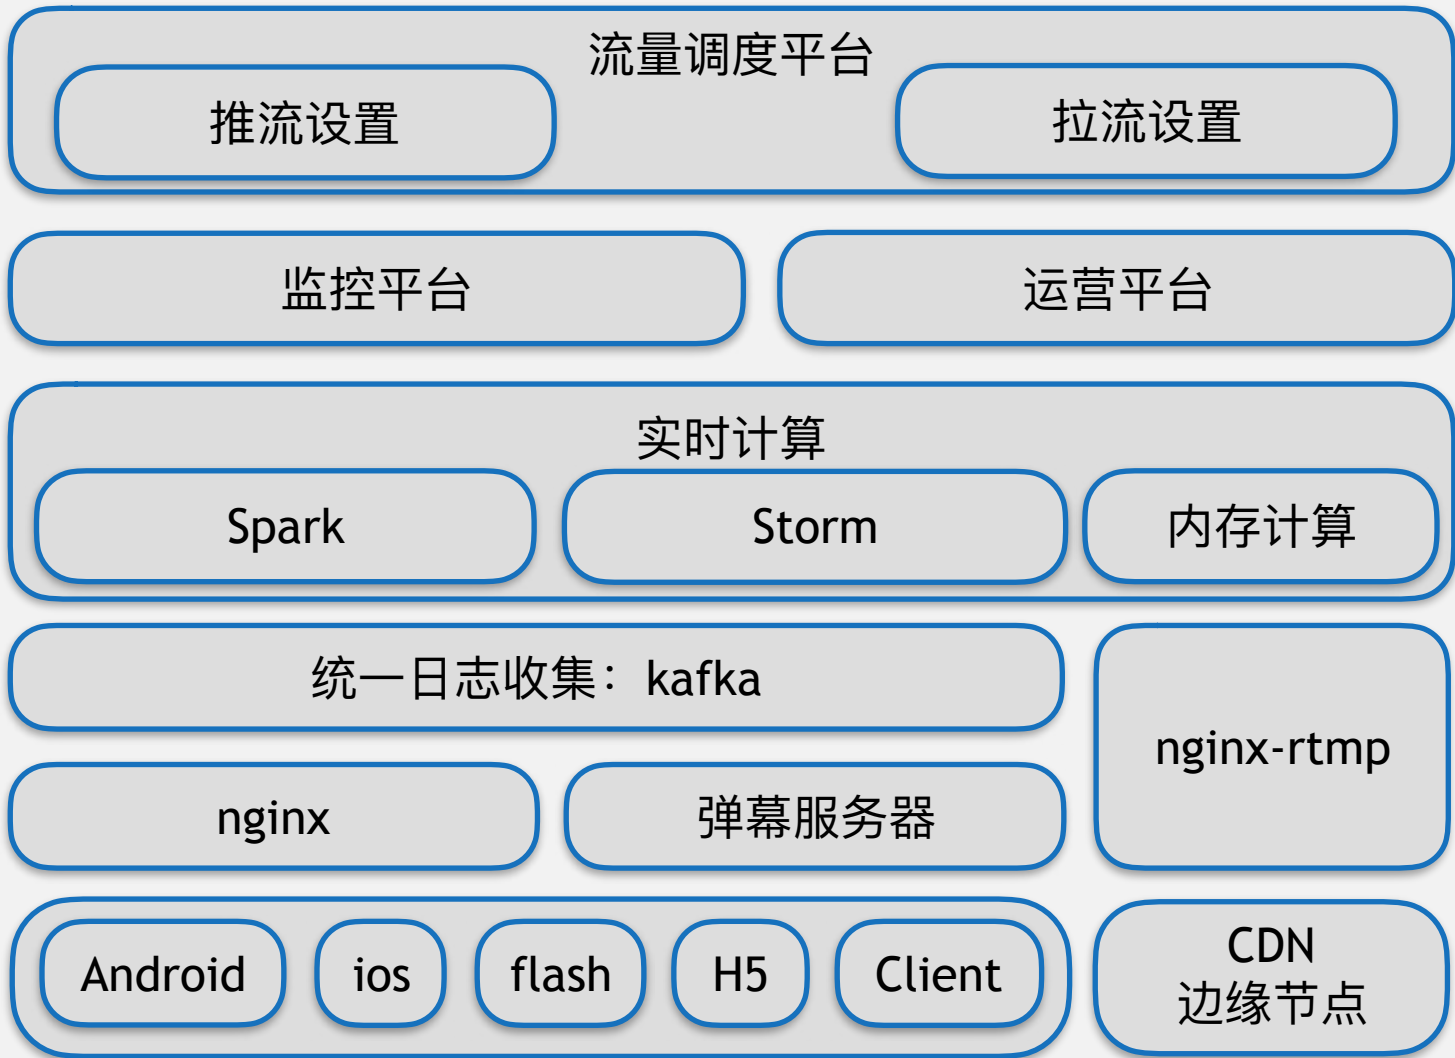 流量调度平台
推流设置
拉流设置
监控平台
运营平台
实时计算
Spark
Storm
内存计算
统一日志收集：kafka
nginx-rtmp
nginx
弹幕服务器
Android
ios
flash
H5
Client
CDN
边缘节点